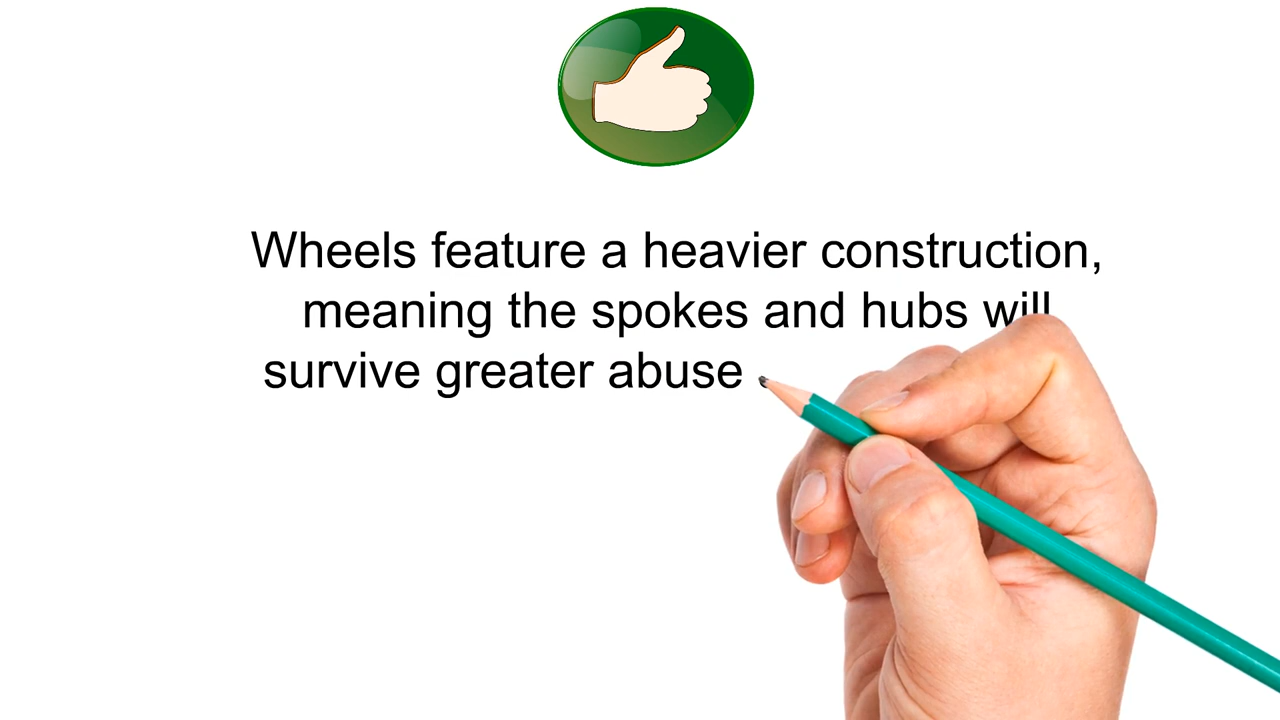 Wheels feature a heavier construction,
meaning the spokes and hubs will
survive greater abuse